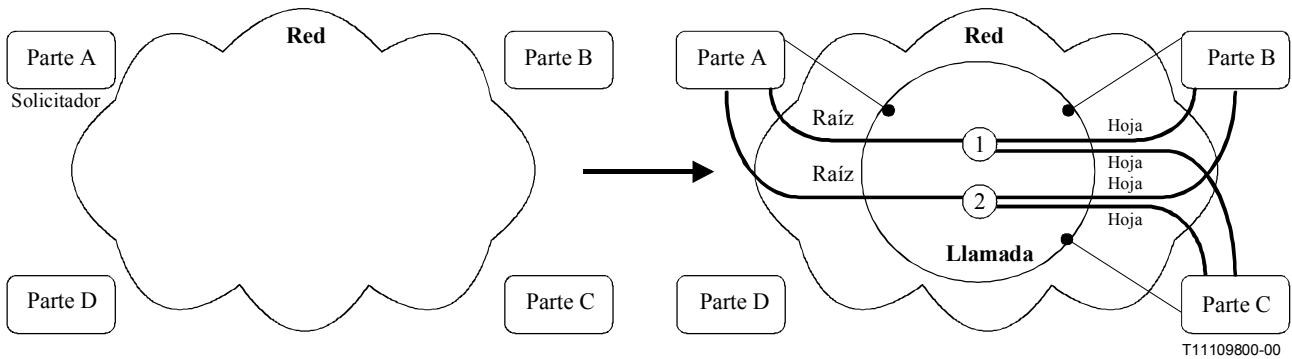 Red
Parte A
Parte B
Solicitador
Parte D
Parte C
Red
Parte A
Parte B
Raíz
Hoja
1
Hoja
Raíz
Hoja
2
Hoja
Llamada
Parte D
Parte C
T11109800-00